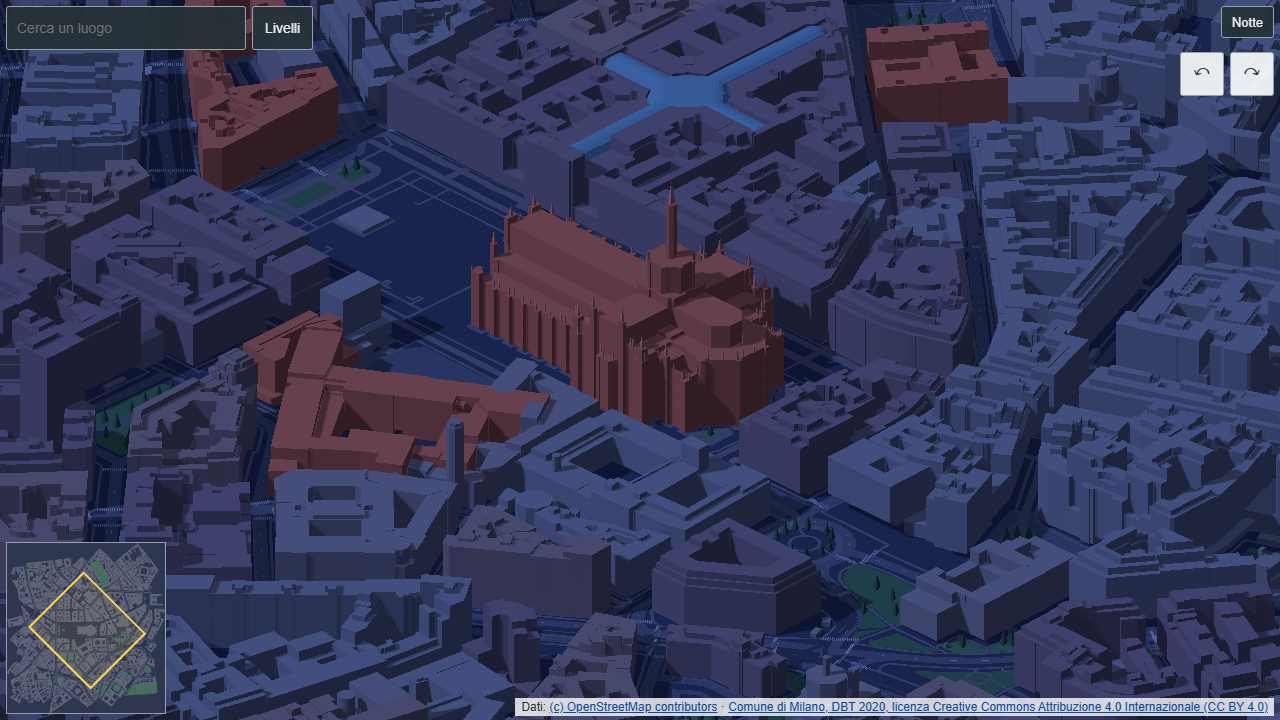 Cerca un luogo
Livelli
Notte
Dati: (c) OpenStreetMap contributors · Comune di Milano, DBT 2020, licenza Creative Commons Attribuzione 4.0 Internazionale (CC BY 4.0)